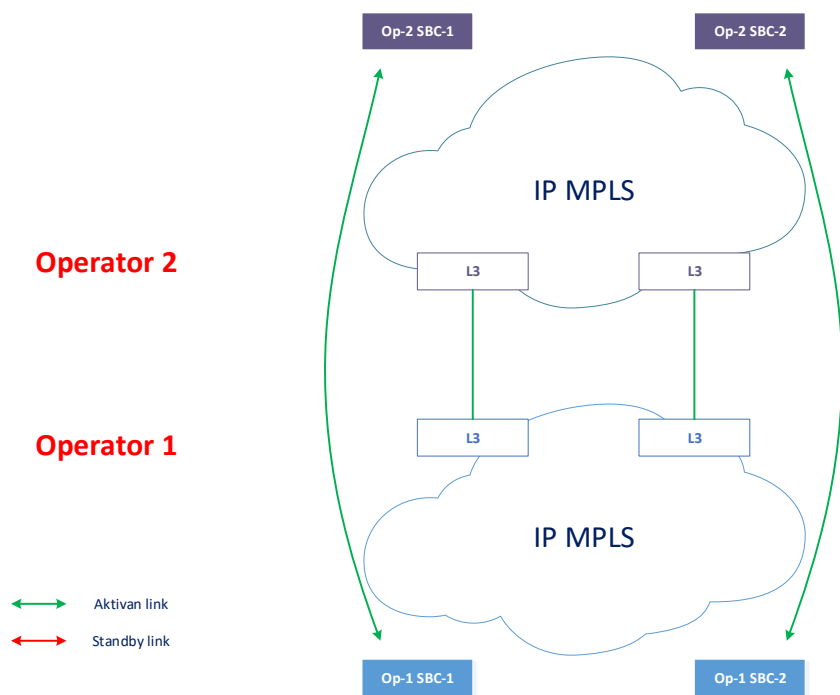 Op-2 SBC-1
Op-2 SBC-2
IP MPLS
Operator 2
L3
L3
Operator 1
L3
L3
IP MPLS
Aktivan link
Standby link
Op-1 SBC-1
Op-1 SBC-2